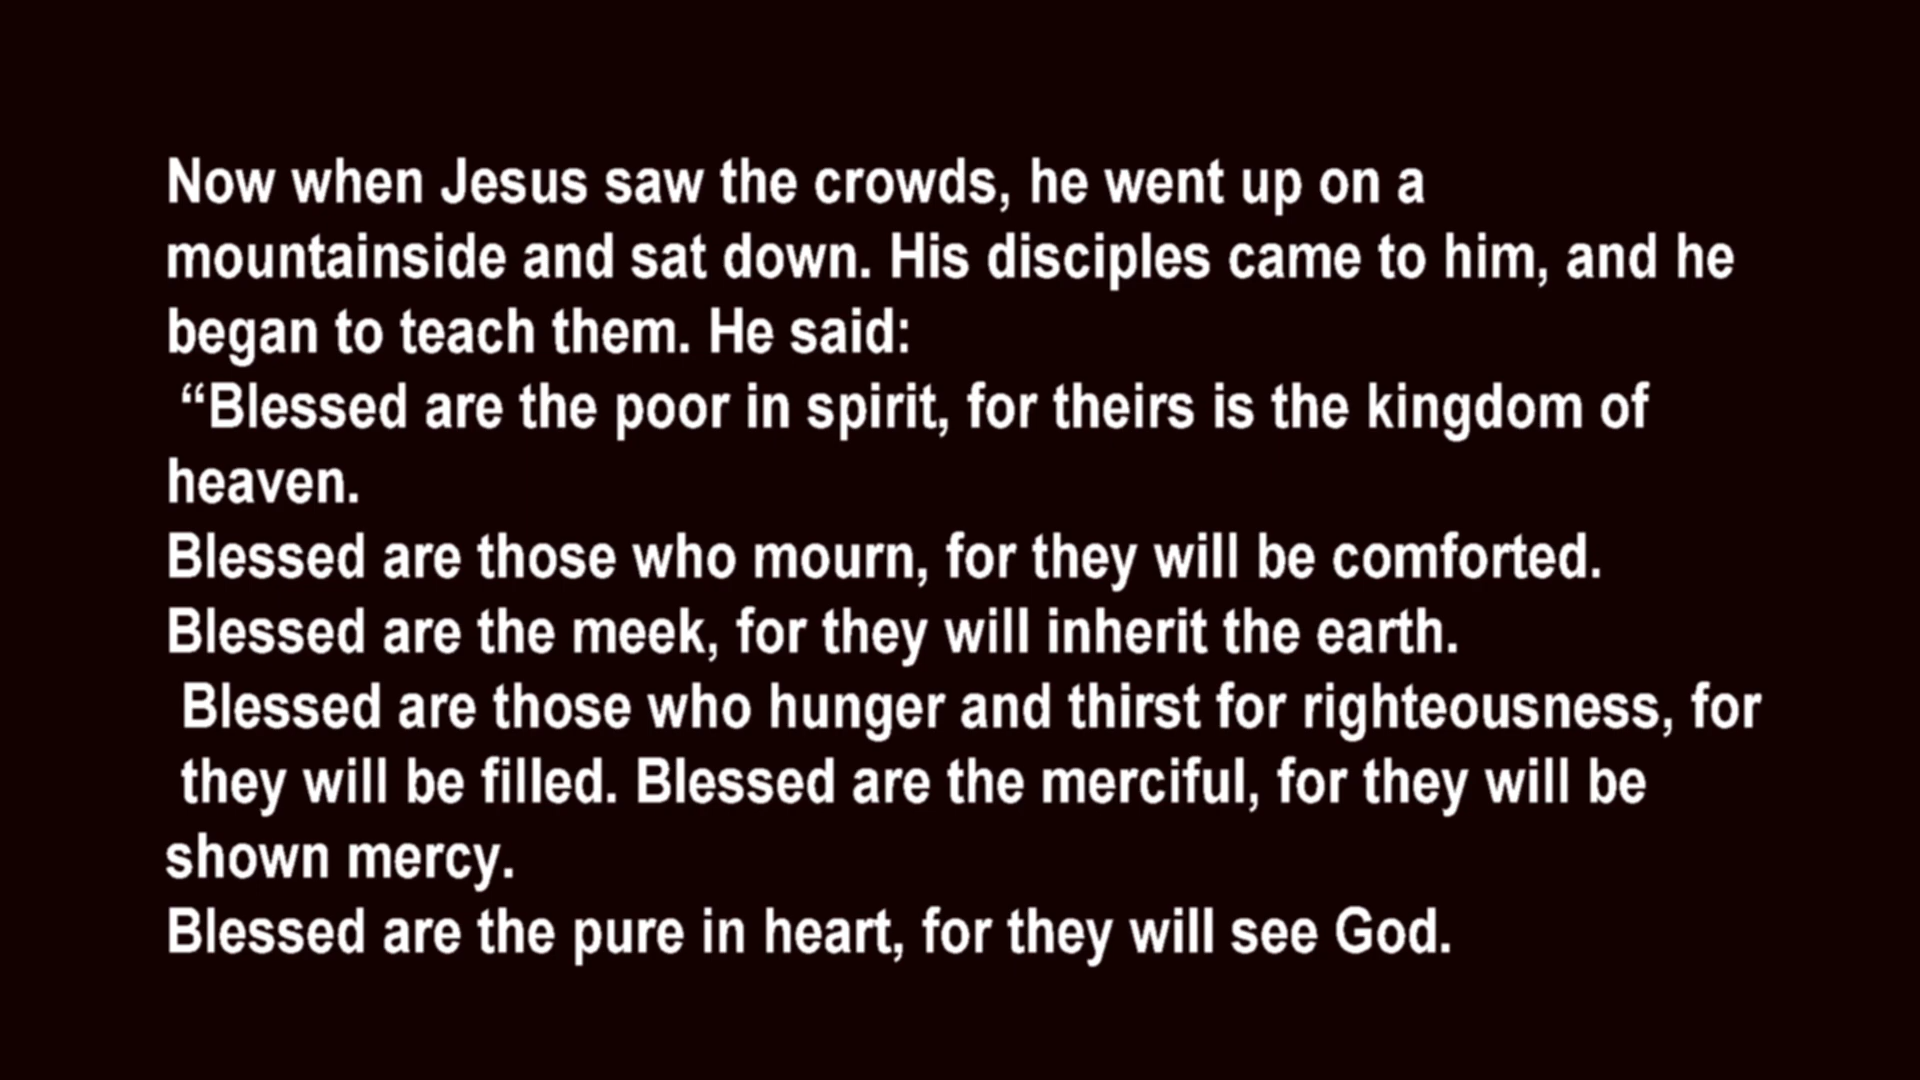 Now when Jesus saw the crowds, he went up on a
mountainside and sat down. His disciples came to him, and he
began to teach them. He said:
“Blessed are the poor in spirit, for theirs is the kingdom of
heaven.
Blessed are those who mourn, for they will be comforted.
Blessed are the meek, for they will inherit the earth.
Blessed are those who hunger and thirst for righteousness, for
they will be filled. Blessed are the merciful, for they will be
shown mercy.
Blessed are the pure in heart, for they will see God.